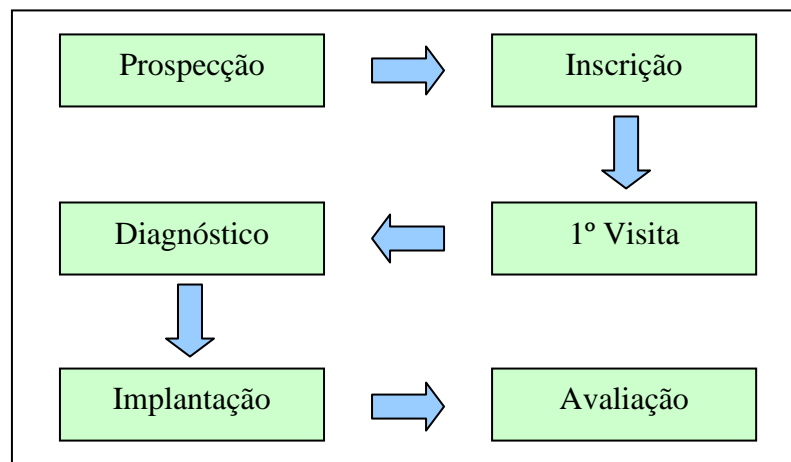 Prospecção
Inscrição
Diagnóstico
1º Visita
Implantação
Avaliação